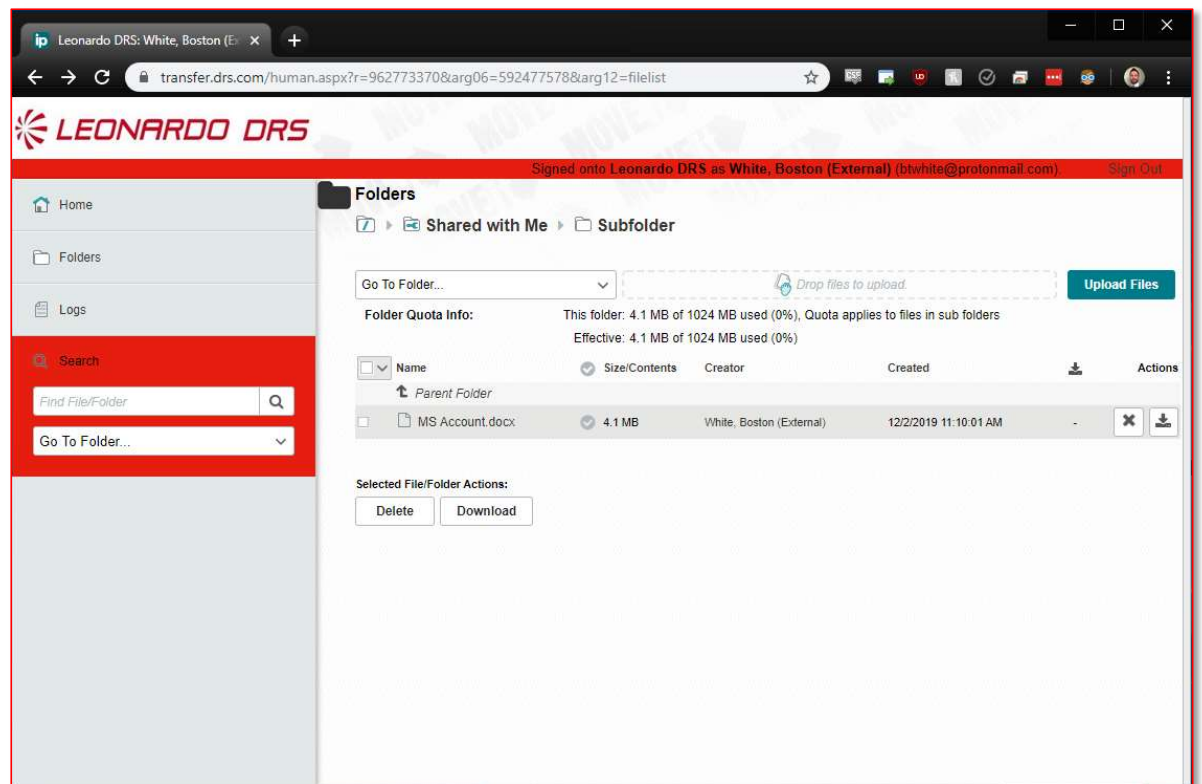 ip Leonardo DRS: White, Boston (E
transfer.drs.com/human.aspx?r=962773370&arg06=592477578&arg12=filelist
LEONARDO DRS
Signed onto Leonardo DRS as White, Boston (External) (btwhite@protonmail.com). Sign Out
Home
Folders
Logs
Search
Find File/Folder
Go To Folder...
Folders
Shared with Me Subfolder
Go To Folder... Drop files to upload. Upload Files
Folder Quota Info: This folder: 4.1 MB of 1024 MB used (0%), Quota applies to files in sub folders
Effective: 4.1 MB of 1024 MB used (0%)
Name Size/Contents Creator Created Actions
Parent Folder
MS Account.docx 4.1 MB White, Boston (External) 12/2/2019 11:10:01 AM -
Selected File/Folder Actions:
Delete Download